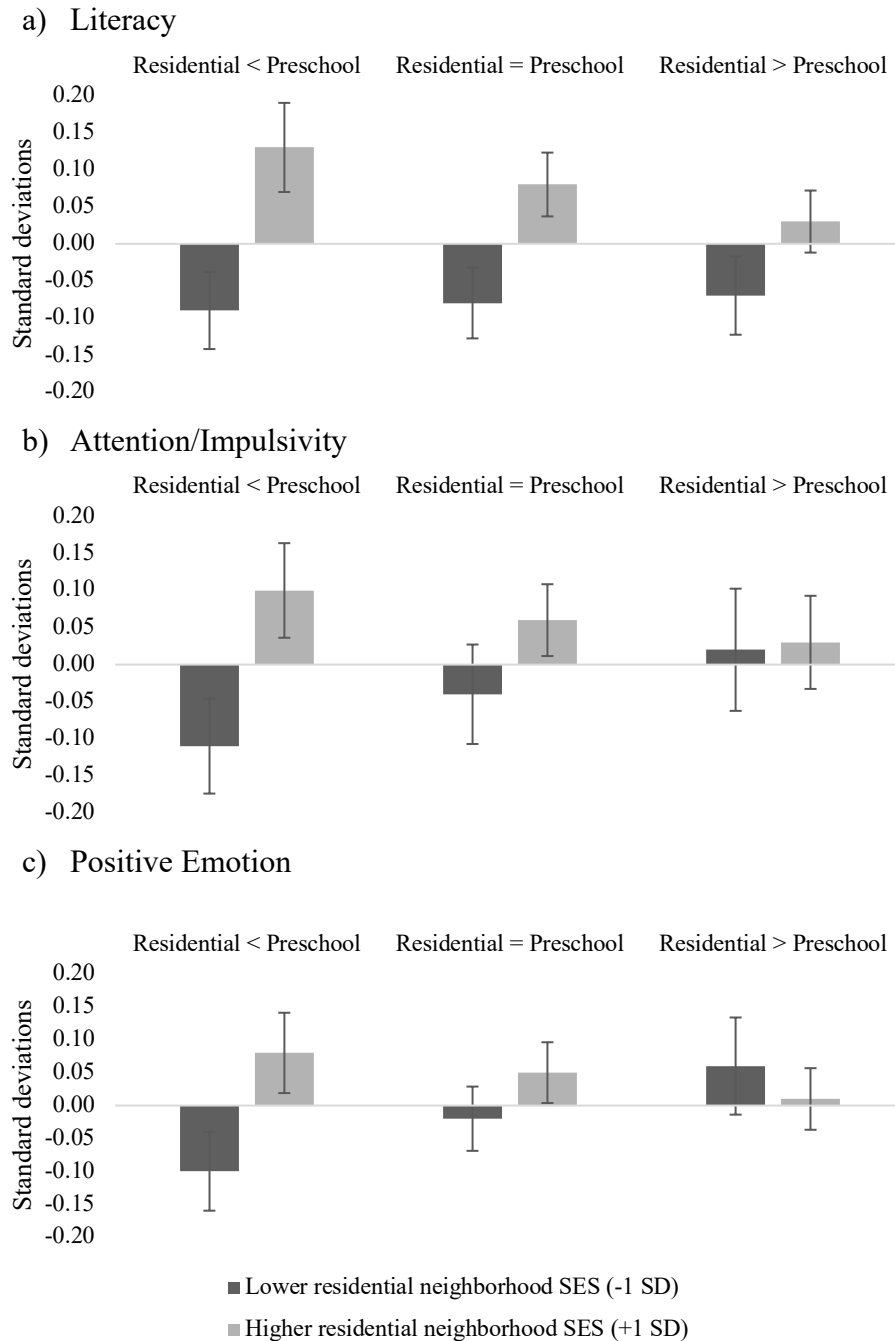 a) Literacy
Residential < Preschool Residential = Preschool Residential > Preschool
Standard deviations
0.20
0.15
0.10
0.05
0.00
-0.05
-0.10
-0.15
-0.20
b) Attention/Impulsivity
Residential < Preschool Residential = Preschool Residential > Preschool
Standard deviations
0.20
0.15
0.10
0.05
0.00
-0.05
-0.10
-0.15
-0.20
c) Positive Emotion
Residential < Preschool Residential = Preschool Residential > Preschool
Standard deviations
0.20
0.15
0.10
0.05
0.00
-0.05
-0.10
-0.15
-0.20
Lower residential neighborhood SES (-1 SD)
Higher residential neighborhood SES (+1 SD)